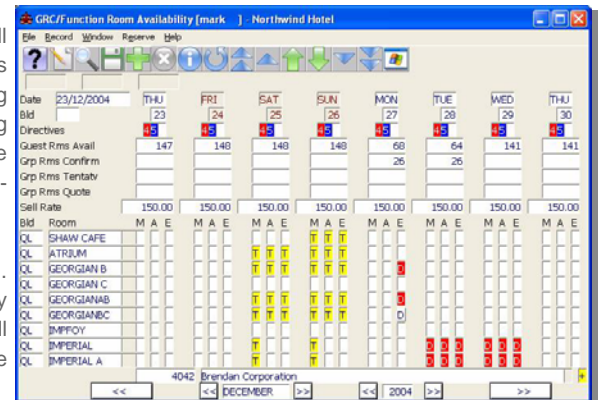 GRC/Function Room Availability [mark ] - Northwind Hotel
File Record Window Reserve Help
Date 23/12/2004 THU FRI SAT SUN MON TUE WED THU
Bld 23 24 25 26 27 28 29 30
Directives 45 45 45 45 45 45 45 45
Guest Rms Avail 147 148 148 148 68 64 141 141
Grp Rms Confirm 26 26
Grp Rms Tentatv
Grp Rms Quote
Sell Rate 150.00 150.00 150.00 150.00 150.00 150.00 150.00 150.00
Bld Room M A E M A E M A E M A E M A E M A E M A E M A E
QL SHAW CAFE T T T
QL ATRIUM T T T T T T
QL GEORGIAN B T T T T T T D
QL GEORGIAN C
QL GEORGIANAB T T T T T T D
QL GEORGIANBC T T T T T T D
QL IMPFOY
QL IMPERIAL T T D D D D D D
QL IMPERIAL A T T D D D D D D
4042 Brendan Corporation +
<< << DECEMBER >> << 2004 >> >>